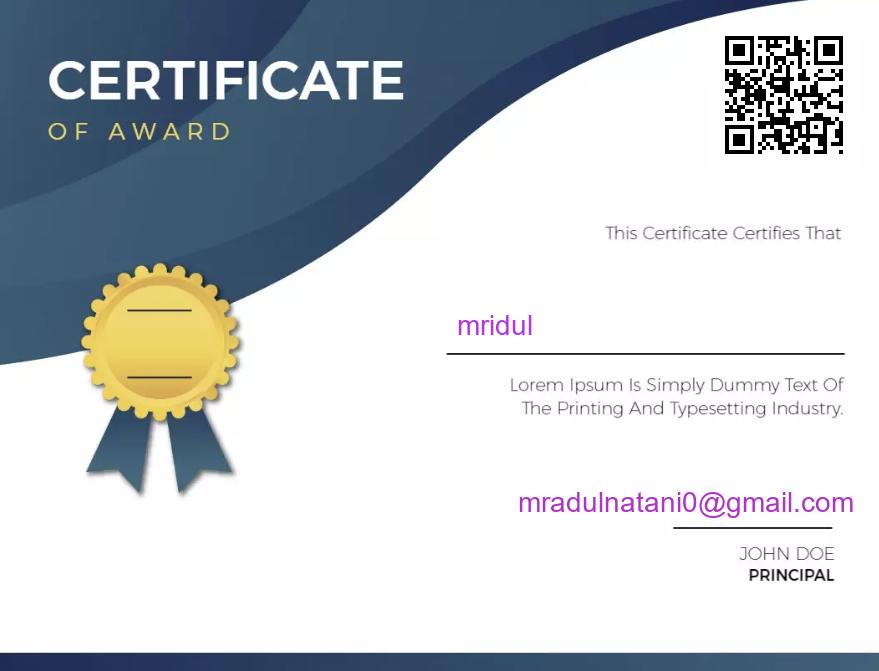 CERTIFICATE
OF AWARD
This Certificate Certifies That
mridul
Lorem Ipsum Is Simply Dummy Text Of
The Printing And Typesetting Industry.
mradulnatani0@gmail.com
JOHN DOE
PRINCIPAL